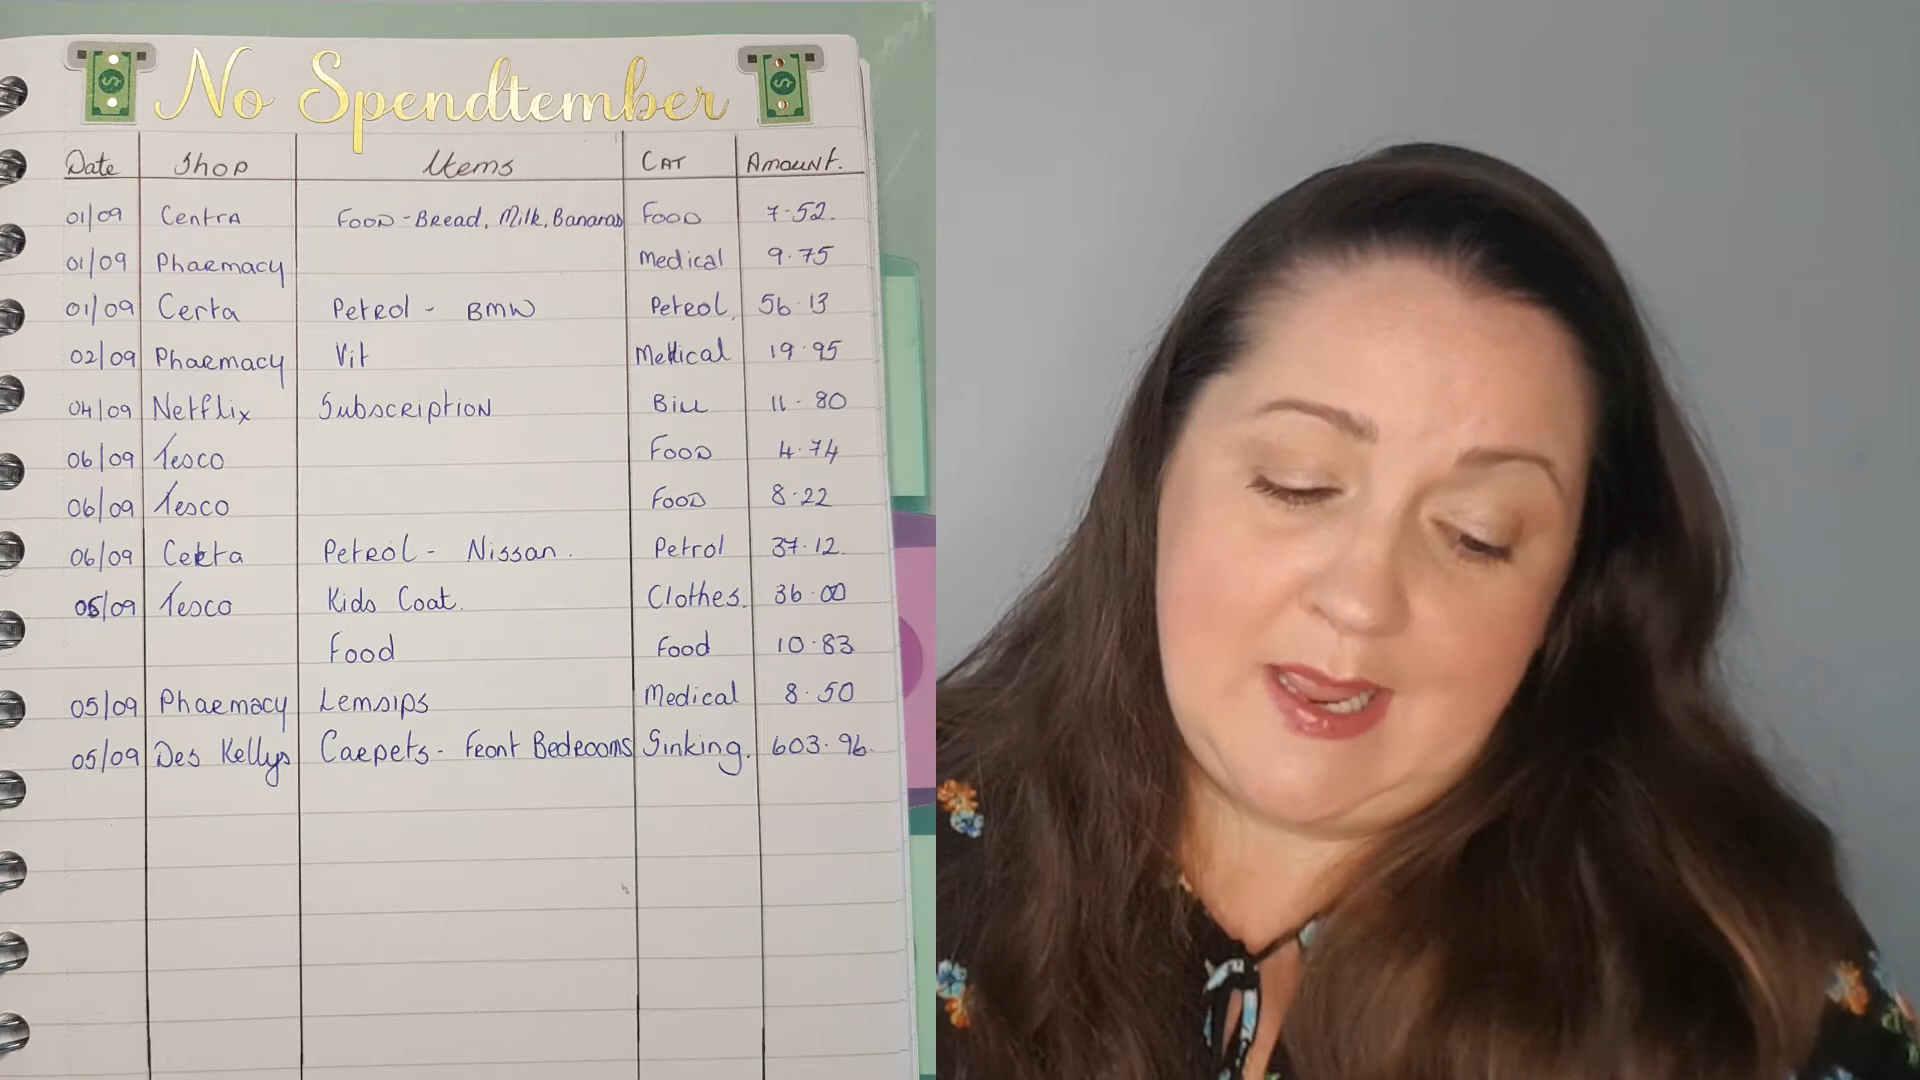 No Spendtember
Date Shop Items CAT Amount.
01/09 Centra Food - Bread, Milk, Bananas Food 7.52.
01/09 Pharmacy Medical 9.75
01/09 Certa Petrol - BMW Petrol. 56.13
02/09 Pharmacy Vit Medical 19.95
04/09 Netflix Subscription Bill 11.80
06/09 Tesco Food 4.74
06/09 Tesco Food 8.22
06/09 Certa Petrol - Nissan. Petrol 37.12.
05/09 Tesco Kids Coat. Clothes. 36.00
Food Food 10.83
05/09 Pharmacy Lemsips Medical 8.50
05/09 Des Kellys Carpets - Front Bedrooms Sinking. 603.96.